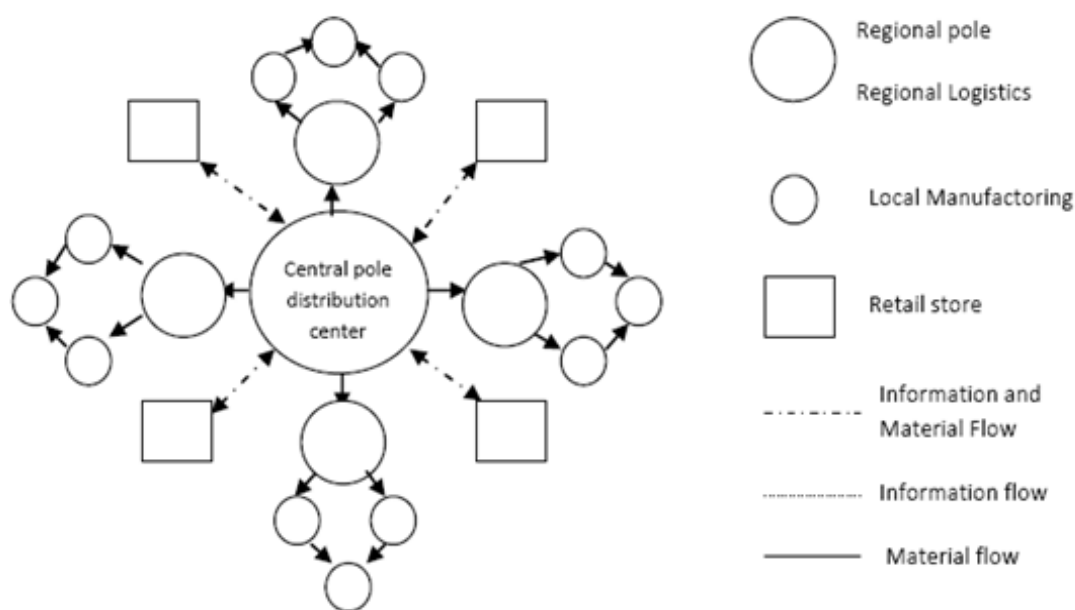 Central pole
distribution
center
Regional pole
Regional Logistics
Local Manufactoring
Retail store
Information and
Material Flow
Information flow
Material flow